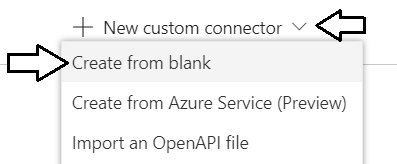 New custom connector
Create from blank
Create from Azure Service (Preview)
Import an OpenAPI file